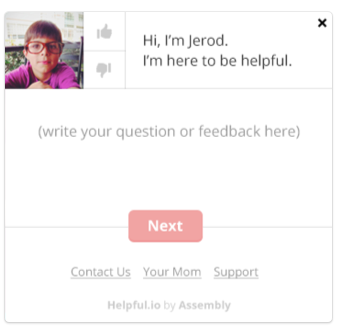 Hi, I'm Jerod.
I'm here to be helpful.
(write your question or feedback here)
Next
Contact Us Your Mom Support
Helpful.io by Assembly